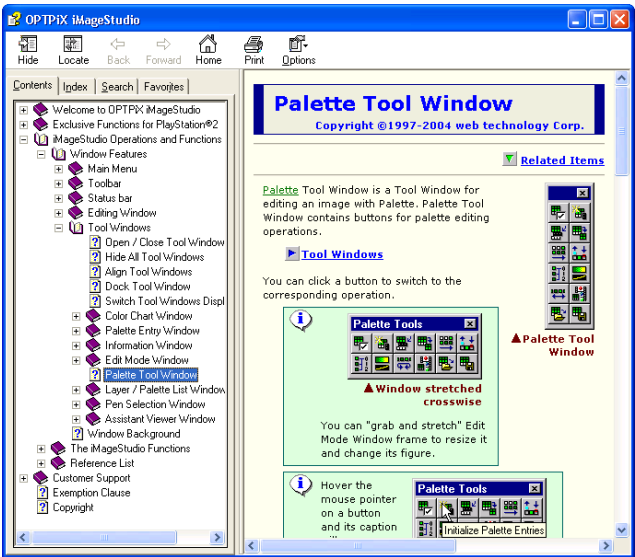 OPTPiX iMageStudio
Hide Locate Back Forward Home Print Options
Contents Index Search Favorites
Welcome to OPTPiX iMageStudio
Exclusive Functions for PlayStation®2
iMageStudio Operations and Functions
Window Features
Main Menu
Toolbar
Status bar
Editing Window
Tool Windows
Open / Close Tool Window
Hide All Tool Windows
Align Tool Windows
Dock Tool Window
Switch Tool Windows Displ
Color Chart Window
Palette Entry Window
Information Window
Edit Mode Window
Palette Tool Window
Layer / Palette List Window
Pen Selection Window
Assistant Viewer Window
Window Background
The iMageStudio Functions
Reference List
Customer Support
Exemption Clause
Copyright
Palette Tool Window
Copyright ©1997-2004 web technology Corp.
Related Items
Palette Tool Window is a Tool Window for
editing an image with Palette. Palette Tool
Window contains buttons for palette editing
operations.
Tool Windows
You can click a button to switch to the
corresponding operation.
▲Palette Tool
Window
Palette Tools
▲Window stretched
crosswise
You can "grab and stretch" Edit
Mode Window frame to resize it
and change its figure.
Hover the
mouse pointer
on a button
and its caption
Palette Tools
Initialize Palette Entries